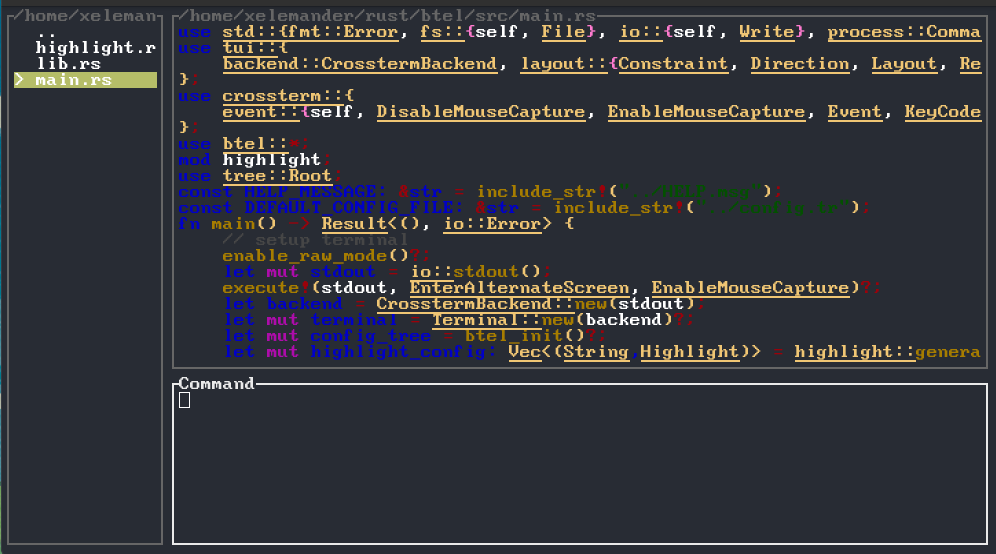 /home/xeleman
..
highlight.r
lib.rs
> main.rs
/home/xelemander/rust/btel/src/main.rs
use std::{fmt::Error, fs::{self, File}, io::{self, Write}, process::Comma
use tui::{
backend::CrosstermBackend, layout::{Constraint, Direction, Layout, Re
};
use crossterm::{
event::{self, DisableMouseCapture, EnableMouseCapture, Event, KeyCode
};
use btel::*;
mod highlight;
use tree::Root;
const HELP_MESSAGE: &str = include_str!("../HELP.msg");
const DEFAULT_CONFIG_FILE: &str = include_str!("../config.tr");
fn main() -> Result<(), io::Error> {
// setup terminal
enable_raw_mode()?;
let mut stdout = io::stdout();
execute!(stdout, EnterAlternateScreen, EnableMouseCapture)?;
let backend = CrosstermBackend::new(stdout);
let mut terminal = Terminal::new(backend)?;
let mut config_tree = btel_init()?;
let mut highlight_config: Vec<(String,Highlight)> = highlight::genera
Command